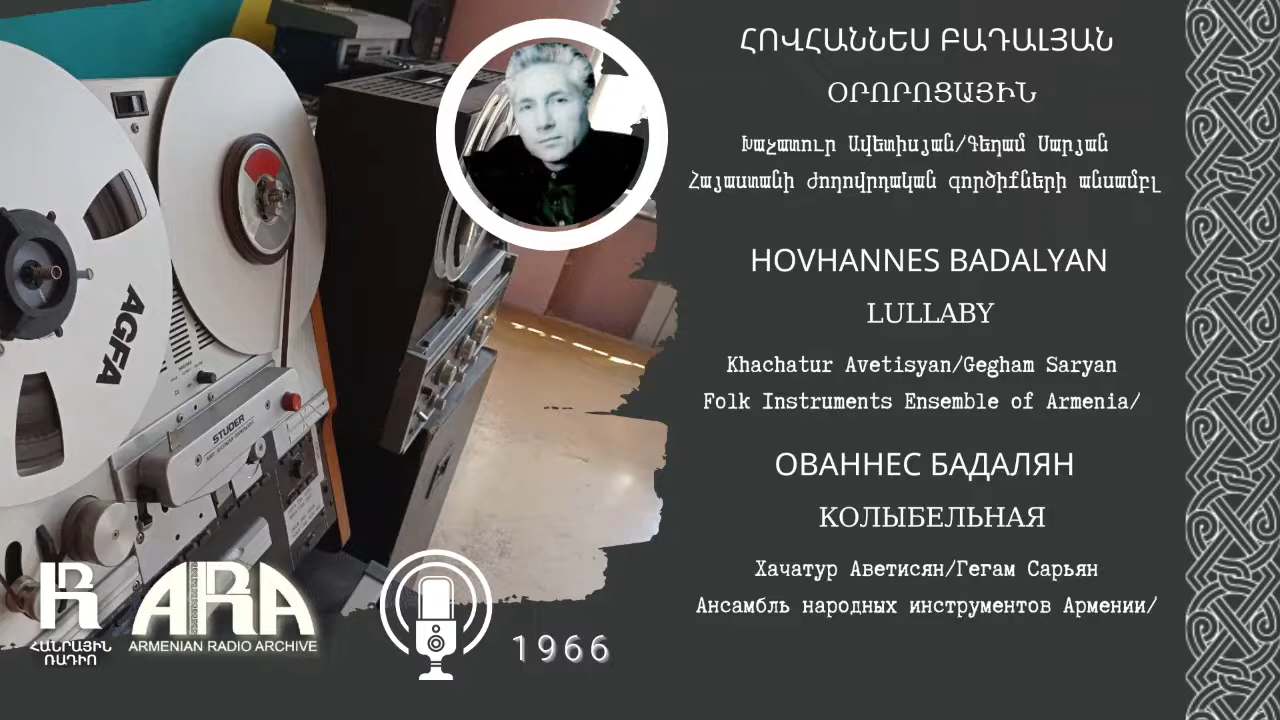 ՀՈՎՀԱՆՆԵՍ ԲԱԴԱԼՅԱՆ
ՕՐՈՐՈՑԱՅԻՆ
Խաչատուր Ավետիսյան/Գեղամ Սարյան
Հայաստանի ժողովրդական գործիքների անսամբլ
HOVHANNES BADALYAN
LULLABY
Khachatur Avetisyan/Gegham Saryan
Folk Instruments Ensemble of Armenia/
ОВАННЕС БАДАЛЯН
КОЛЫБЕЛЬНАЯ
Хачатур Аветисян/Гегам Сарьян
Ансамбль народных инструментов Армении/
AGFA
STUDER
ՀԱՆՐԱՅԻՆ
ՌԱԴԻՈ
ARA
ARMENIAN RADIO ARCHIVE
1966